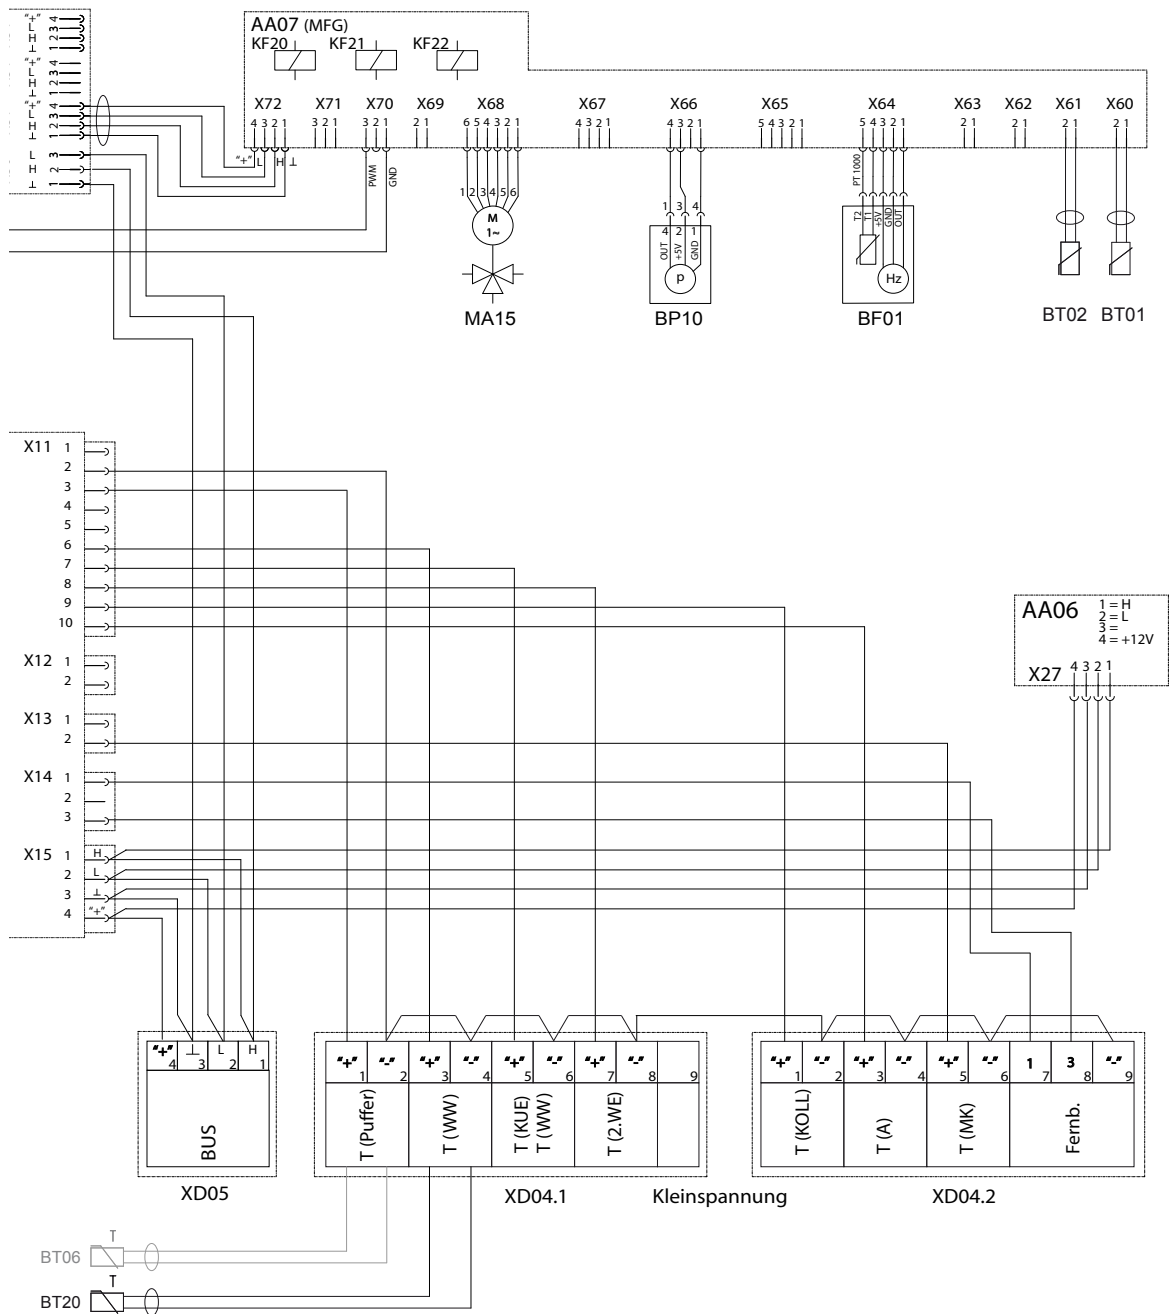 "+" 4
L 3
H 2
⊥ 1
"+" 4
L 3
H 2
⊥ 1
"+" 4
L 3
H 2
⊥ 1
L 3
H 2
⊥ 1
AA07 (MFG)
KF20 KF21 KF22
X72 X71 X70 X69 X68 X67 X66 X65 X64 X63 X62 X61 X60
4 3 2 1 3 2 1 3 2 1 2 1 6 5 4 3 2 1 4 3 2 1 4 3 2 1 5 4 3 2 1 5 4 3 2 1 2 1 2 1 2 1 2 1
"+" L H ⊥
PWM
GND
1 2 3 4 5 6
M
1~
MA15
1 3 4
4 2 1
OUT
+5V
GND
p
BP10
PT 1000
T2
T1
+5V
GND
OUT
Hz
BF01
BT02 BT01
X11 1
2
3
4
5
6
7
8
9
10
X12 1
2
X13 1
2
X14 1
2
3
X15 1 H
2 L
3 ⊥
4 "+"
AA06
1 = H
2 = L
3 =
4 = +12V
X27 4 3 2 1
"+" ⊥ L H
4 3 2 1
BUS
XD05
"+" "-" "+" "-" "+" "-" "+" "-"
1 2 3 4 5 6 7 8 9
T (Puffer)
T (WW)
T (KUE)
T (WW)
T (2.WE)
XD04.1
Kleinspannung
"+" "-" "+" "-" "+" "-" 1 3 "-"
1 2 3 4 5 6 7 8 9
T (KOLL)
T (A)
T (MK)
Fernb.
XD04.2
T
BT06
T
BT20